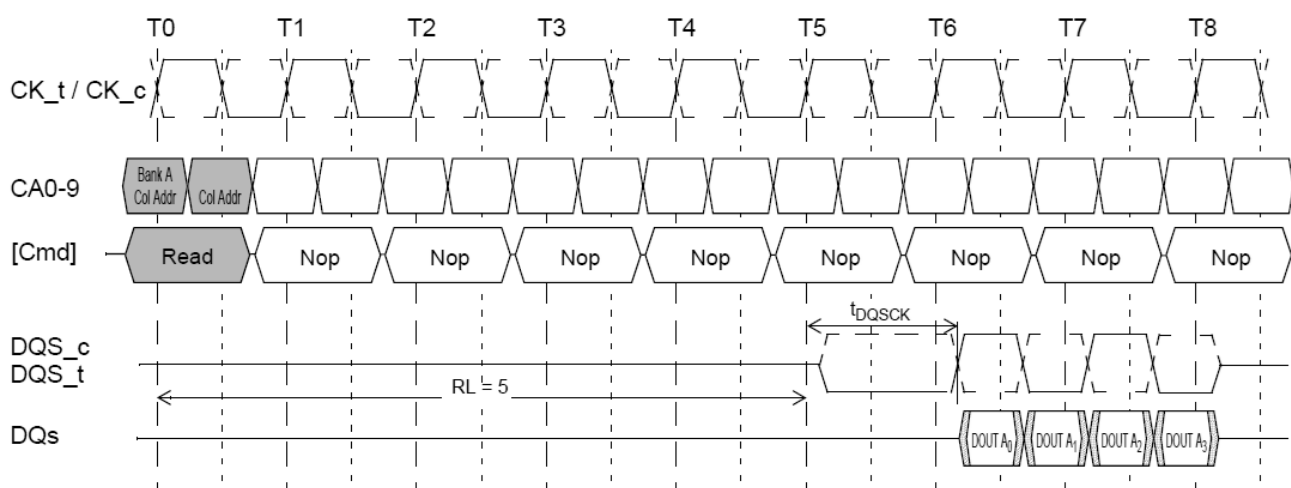 T0 T1 T2 T3 T4 T5 T6 T7 T8
CK_t / CK_c
CA0-9
Bank A
Col Addr
Col Addr
[Cmd]
Read Nop Nop Nop Nop Nop Nop Nop Nop
tDQSCK
DQS_c
DQS_t
RL = 5
DQs
DOUT A0 DOUT A1 DOUT A2 DOUT A3